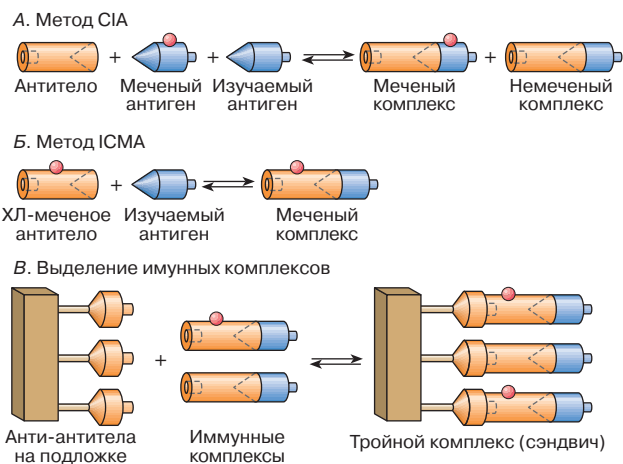 А. Метод CIA
Антитело
Меченый
антиген
Изучаемый
антиген
Меченый
комплекс
Немеченый
комплекс
Б. Метод ICMA
ХЛ-меченое
антитело
Изучаемый
антиген
Меченый
комплекс
В. Выделение имунных комплексов
Анти-антитела
на подложке
Иммунные
комплексы
Тройной комплекс (сэндвич)